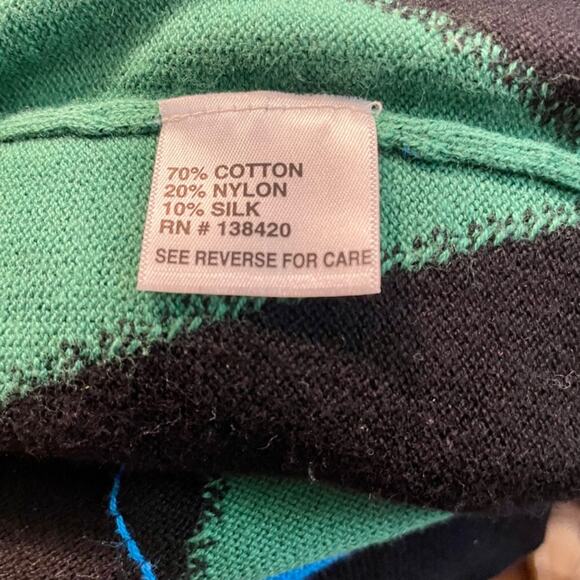 70% COTTON
20% NYLON
10% SILK
RN # 138420
SEE REVERSE FOR CARE